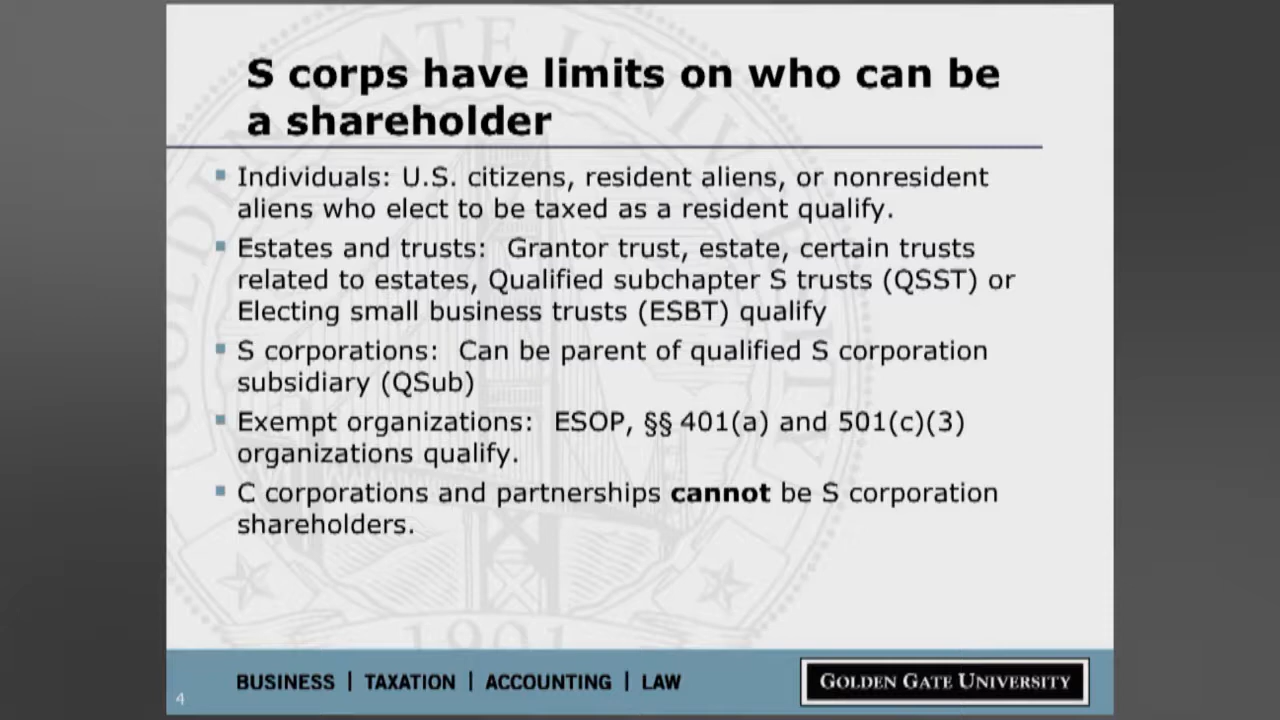 S corps have limits on who can be
a shareholder
Individuals: U.S. citizens, resident aliens, or nonresident
aliens who elect to be taxed as a resident qualify.
Estates and trusts: Grantor trust, estate, certain trusts
related to estates, Qualified subchapter S trusts (QSST) or
Electing small business trusts (ESBT) qualify
S corporations: Can be parent of qualified S corporation
subsidiary (QSub)
Exempt organizations: ESOP, §§ 401(a) and 501(c)(3)
organizations qualify.
C corporations and partnerships cannot be S corporation
shareholders.
GOLDEN GATE UNIVERSITY
1901
4
BUSINESS | TAXATION | ACCOUNTING | LAW
GOLDEN GATE UNIVERSITY